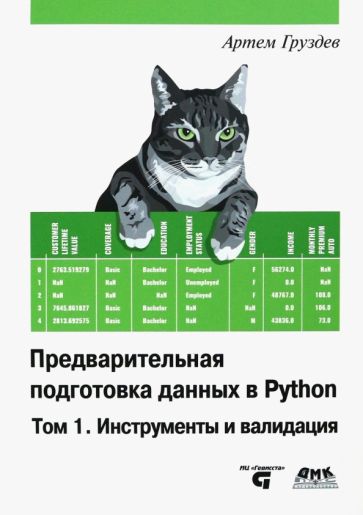 Артем Груздев
CUSTOMER LIFETIME VALUE COVERAGE EDUCATION EMPLOYMENT STATUS GENDER INCOME MONTHLY PREMIUM AUTO
0 2763.519279 Basic Bachelor Employed F 56274.0 NaN
1 NaN NaN Bachelor Unemployed F 0.0 NaN
2 NaN NaN NaN Employed F 48767.0 108.0
3 7645.861827 Basic Bachelor NaN NaN 0.0 106.0
4 2813.692575 Basic Bachelor NaN M 43836.0 73.0
Предварительная
подготовка данных в Python
Том 1. Инструменты и валидация
ИЦ «Гевисста»
ДМК